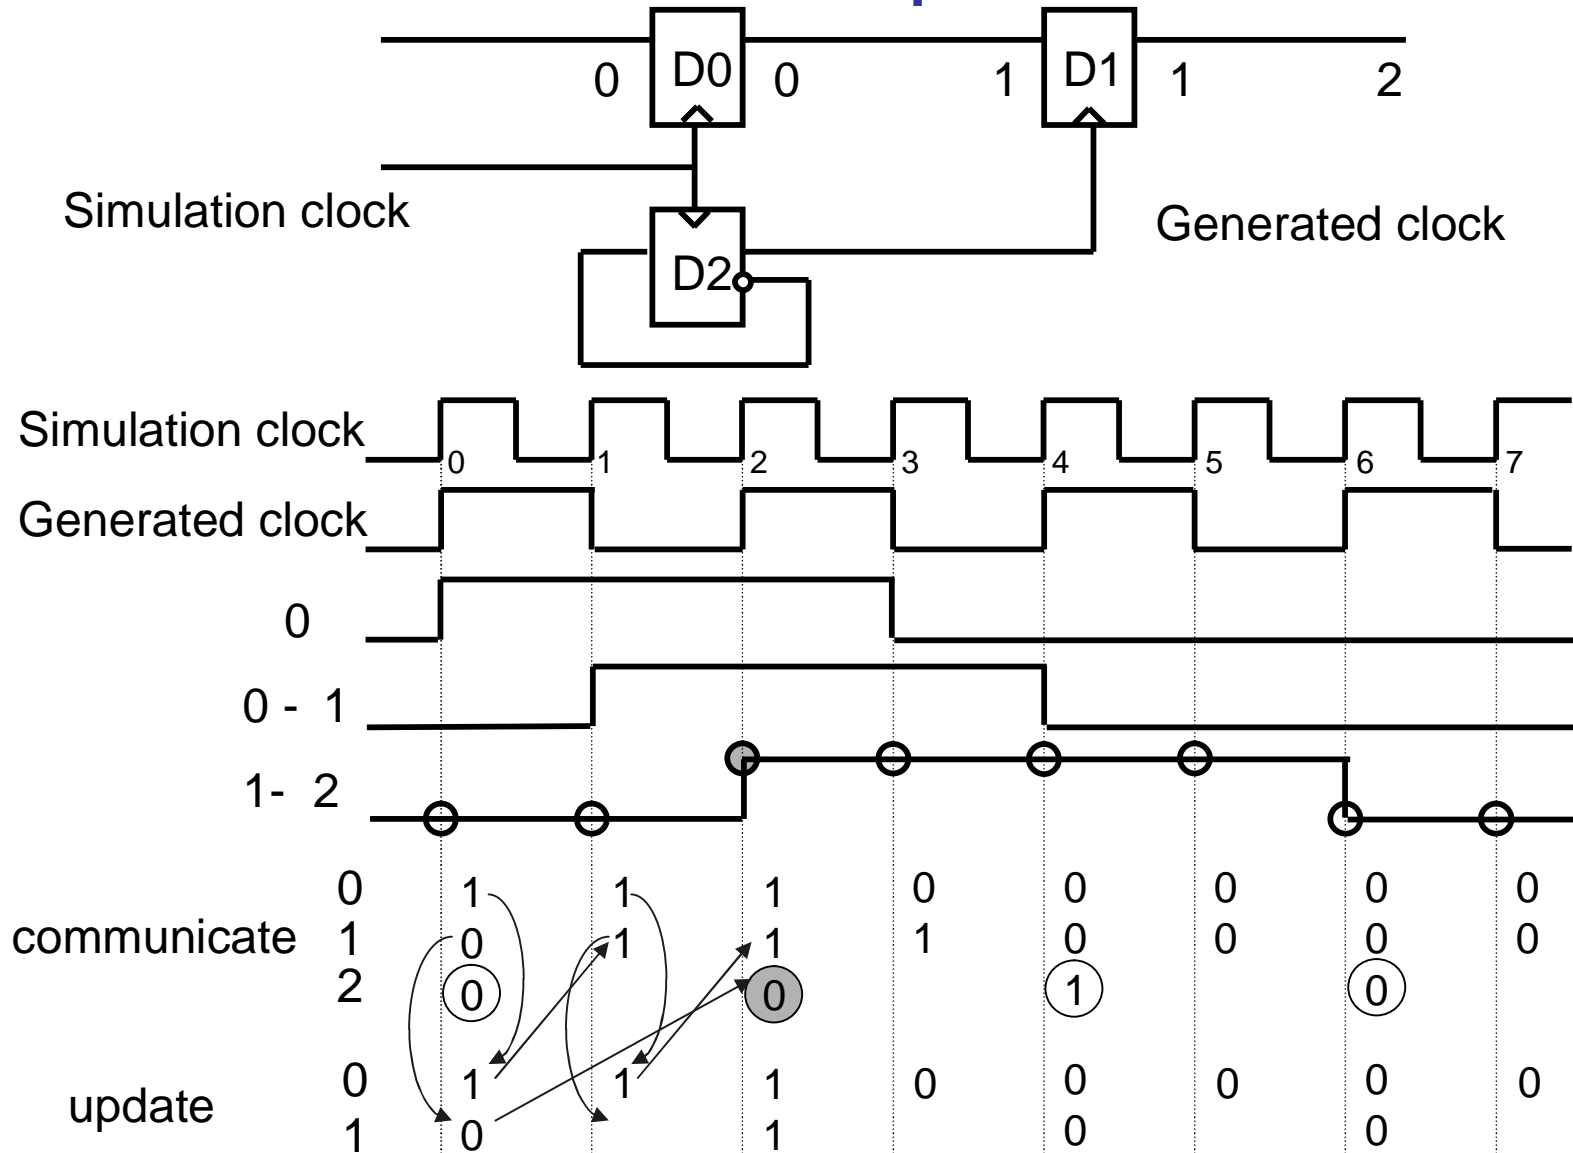 0 D0 0 1 D1 1 2
Simulation clock
Generated clock
D2
Simulation clock
0 1 2 3 4 5 6 7
Generated clock
0
0 - 1
1- 2
0 1 1 1 0 0 0 0 0
communicate 1 0 1 1 1 0 0 0 0
2 0 0 1 0
0 1 1 1 0 0 0 0 0
update
1 0 1 0 0